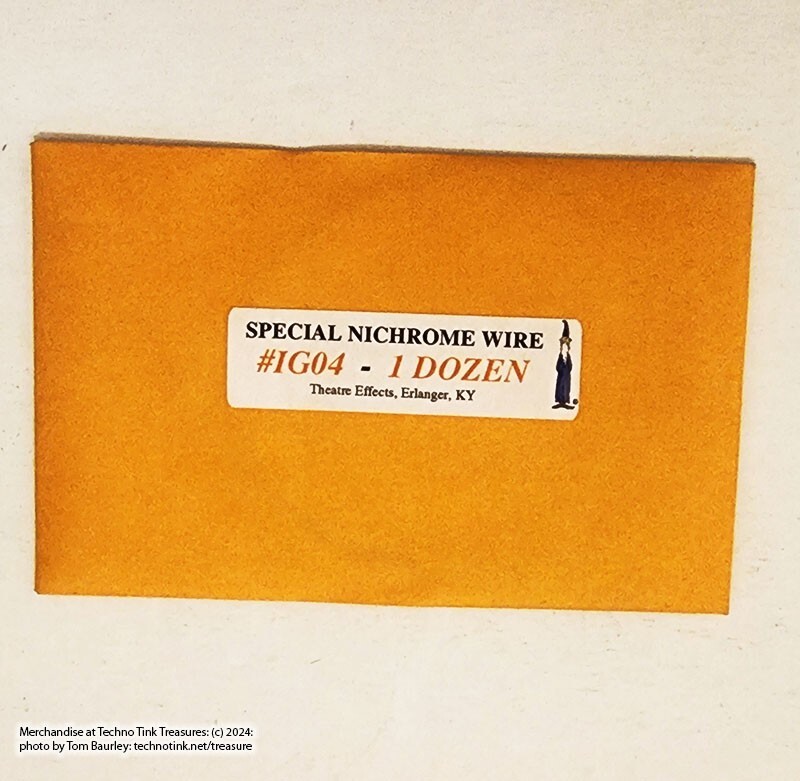 SPECIAL NICHROME WIRE
#IG04 - 1 DOZEN
Theatre Effects, Erlanger, KY
Merchandise at Techno Tink Treasures: (c) 2024:
photo by Tom Baurley: technotink.net/treasure